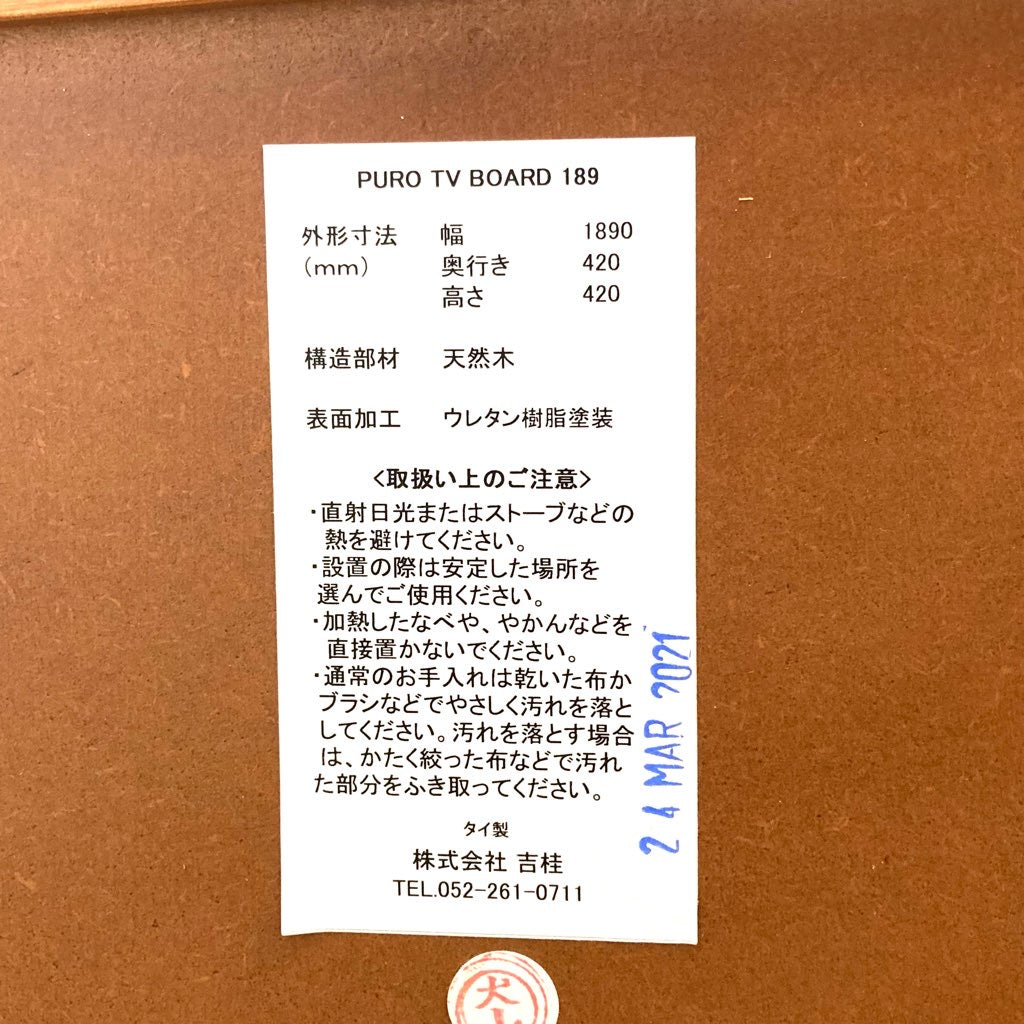 PURO TV BOARD 189
外形寸法 幅 1890
(mm) 奥行き 420
高さ 420
構造部材 天然木
表面加工 ウレタン樹脂塗装
<取扱い上のご注意>
・直射日光またはストーブなどの
熱を避けてください。
・設置の際は安定した場所を
選んでご使用ください。
・加熱したなべや、やかんなどを
直接置かないでください。
・通常のお手入れは乾いた布か
ブラシなどでやさしく汚れを落と
してください。汚れを落とす場合
は、かたく絞った布などで汚れ
た部分をふき取ってください。
タイ製
株式会社 吉桂
TEL.052-261-0711
24 MAR 2021
犬